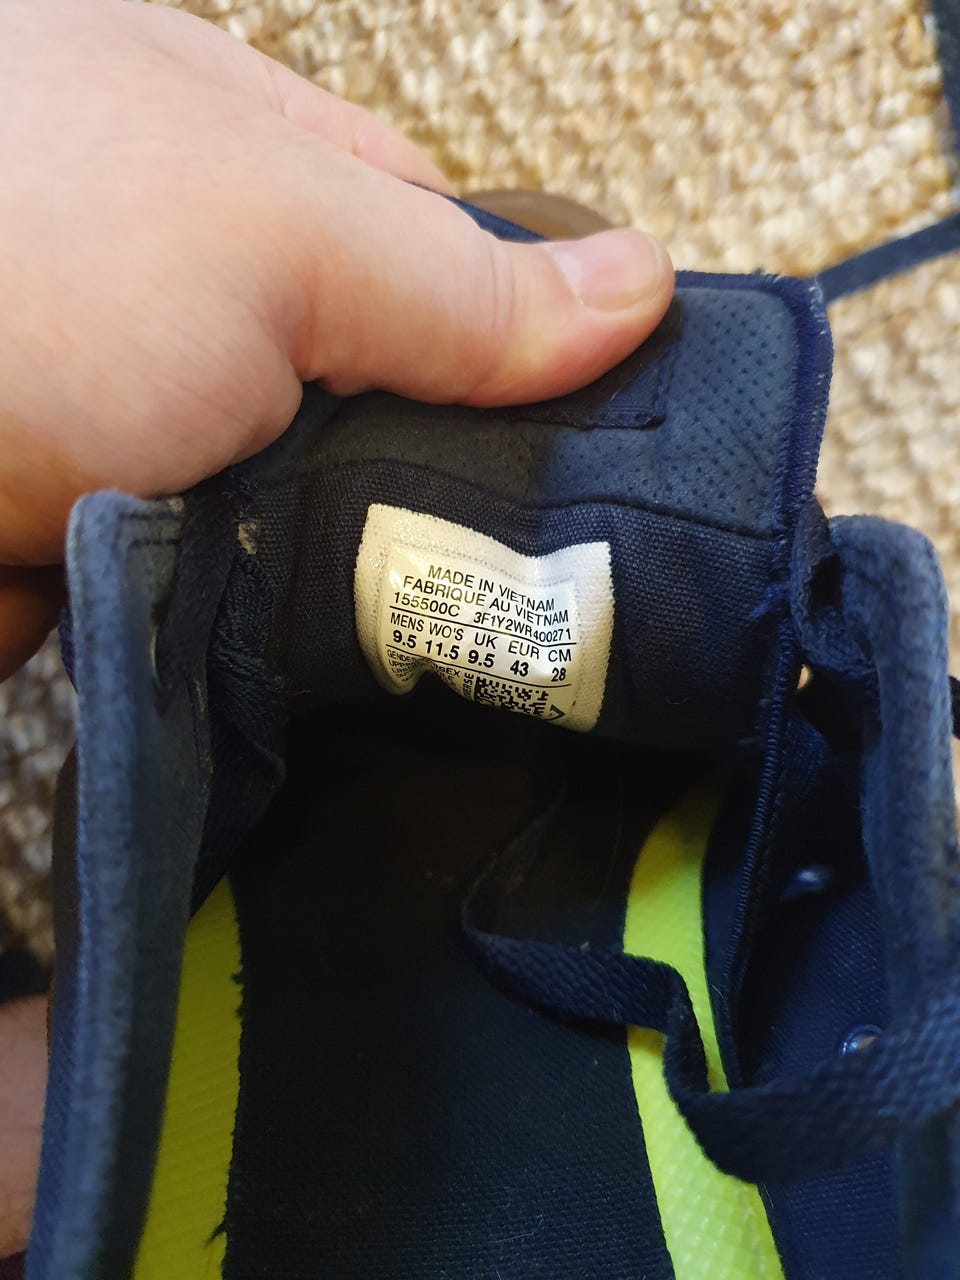 MADE IN VIETNAM
FABRIQUE AU VIETNAM
155500C 3F1Y2WR400271
MENS WO'S UK EUR CM
9.5 11.5 9.5 43 28